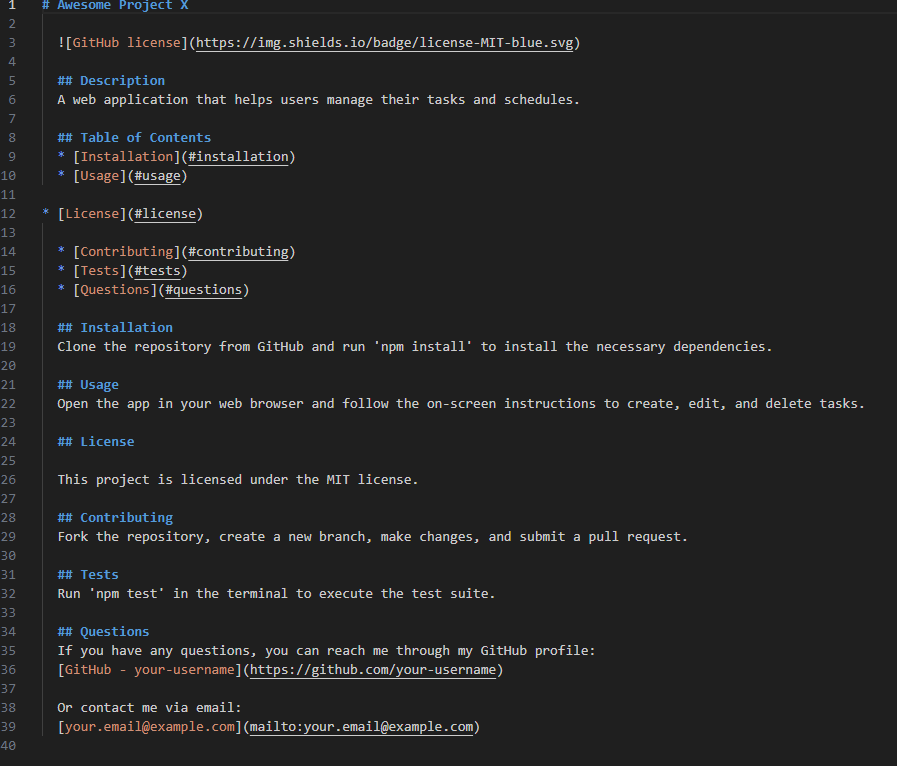 1 # Awesome Project X
2
3 ![GitHub license](https://img.shields.io/badge/license-MIT-blue.svg)
4
5 ## Description
6 A web application that helps users manage their tasks and schedules.
7
8 ## Table of Contents
9 * [Installation](#installation)
10 * [Usage](#usage)
11
12 * [License](#license)
13
14 * [Contributing](#contributing)
15 * [Tests](#tests)
16 * [Questions](#questions)
17
18 ## Installation
19 Clone the repository from GitHub and run 'npm install' to install the necessary dependencies.
20
21 ## Usage
22 Open the app in your web browser and follow the on-screen instructions to create, edit, and delete tasks.
23
24 ## License
25
26 This project is licensed under the MIT license.
27
28 ## Contributing
29 Fork the repository, create a new branch, make changes, and submit a pull request.
30
31 ## Tests
32 Run 'npm test' in the terminal to execute the test suite.
33
34 ## Questions
35 If you have any questions, you can reach me through my GitHub profile:
36 [GitHub - your-username](https://github.com/your-username)
37
38 Or contact me via email:
39 [your.email@example.com](mailto:your.email@example.com)
40